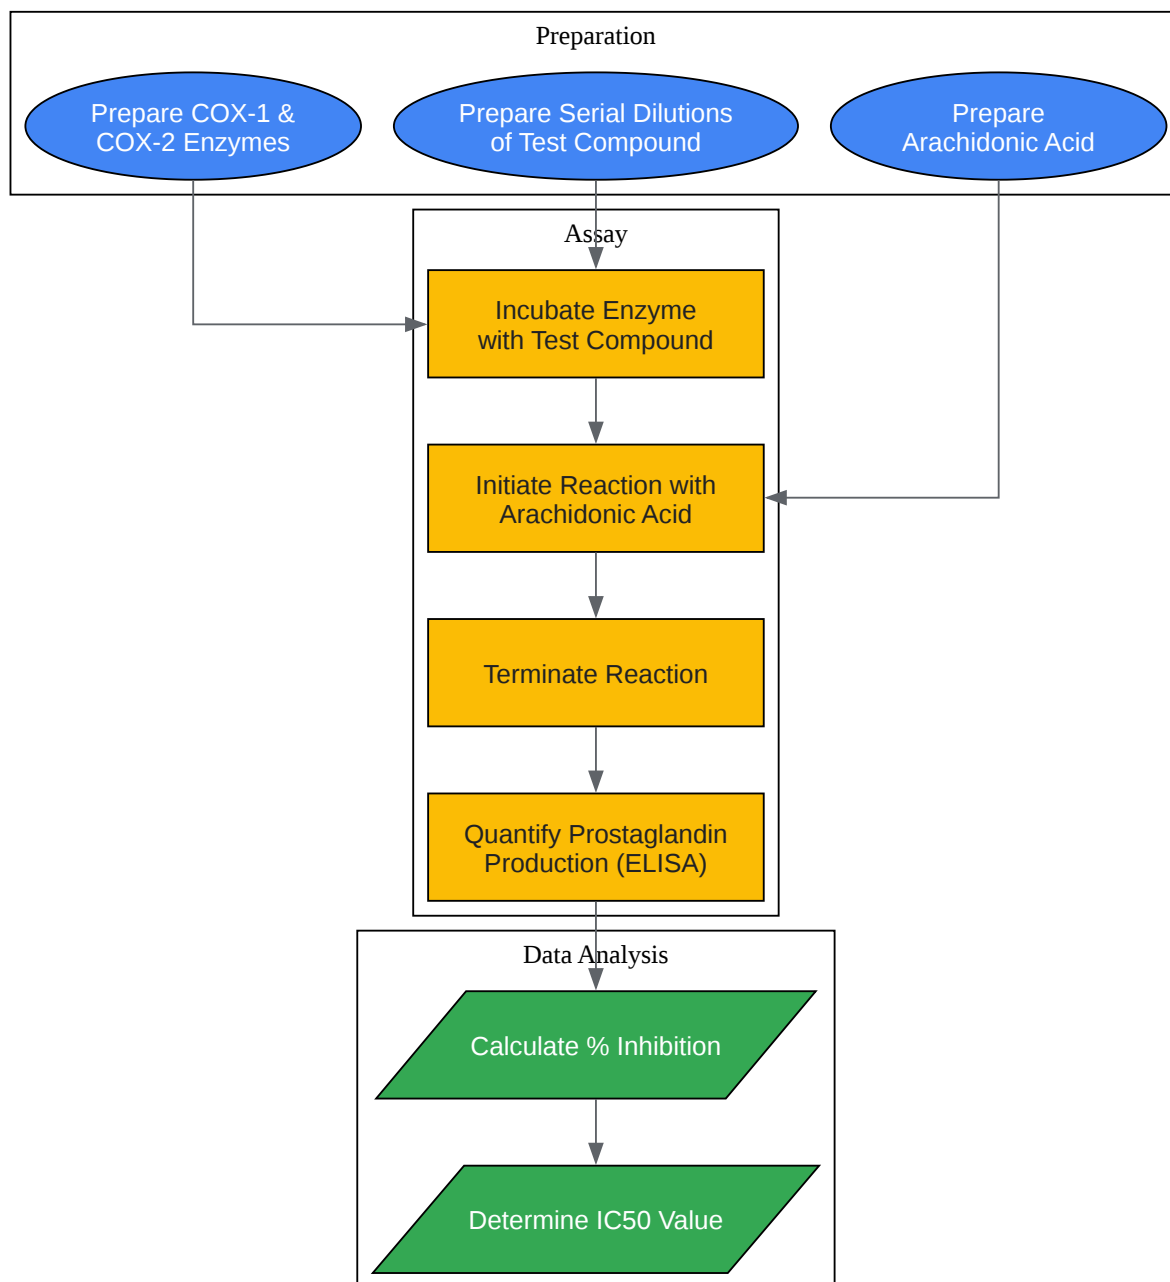 Preparation
Prepare COX-1 &
COX-2 Enzymes
Prepare Serial Dilutions
of Test Compound
Prepare
Arachidonic Acid
Assay
Incubate Enzyme
with Test Compound
Initiate Reaction with
Arachidonic Acid
Terminate Reaction
Quantify Prostaglandin
Production (ELISA)
Data Analysis
Calculate % Inhibition
Determine IC50 Value